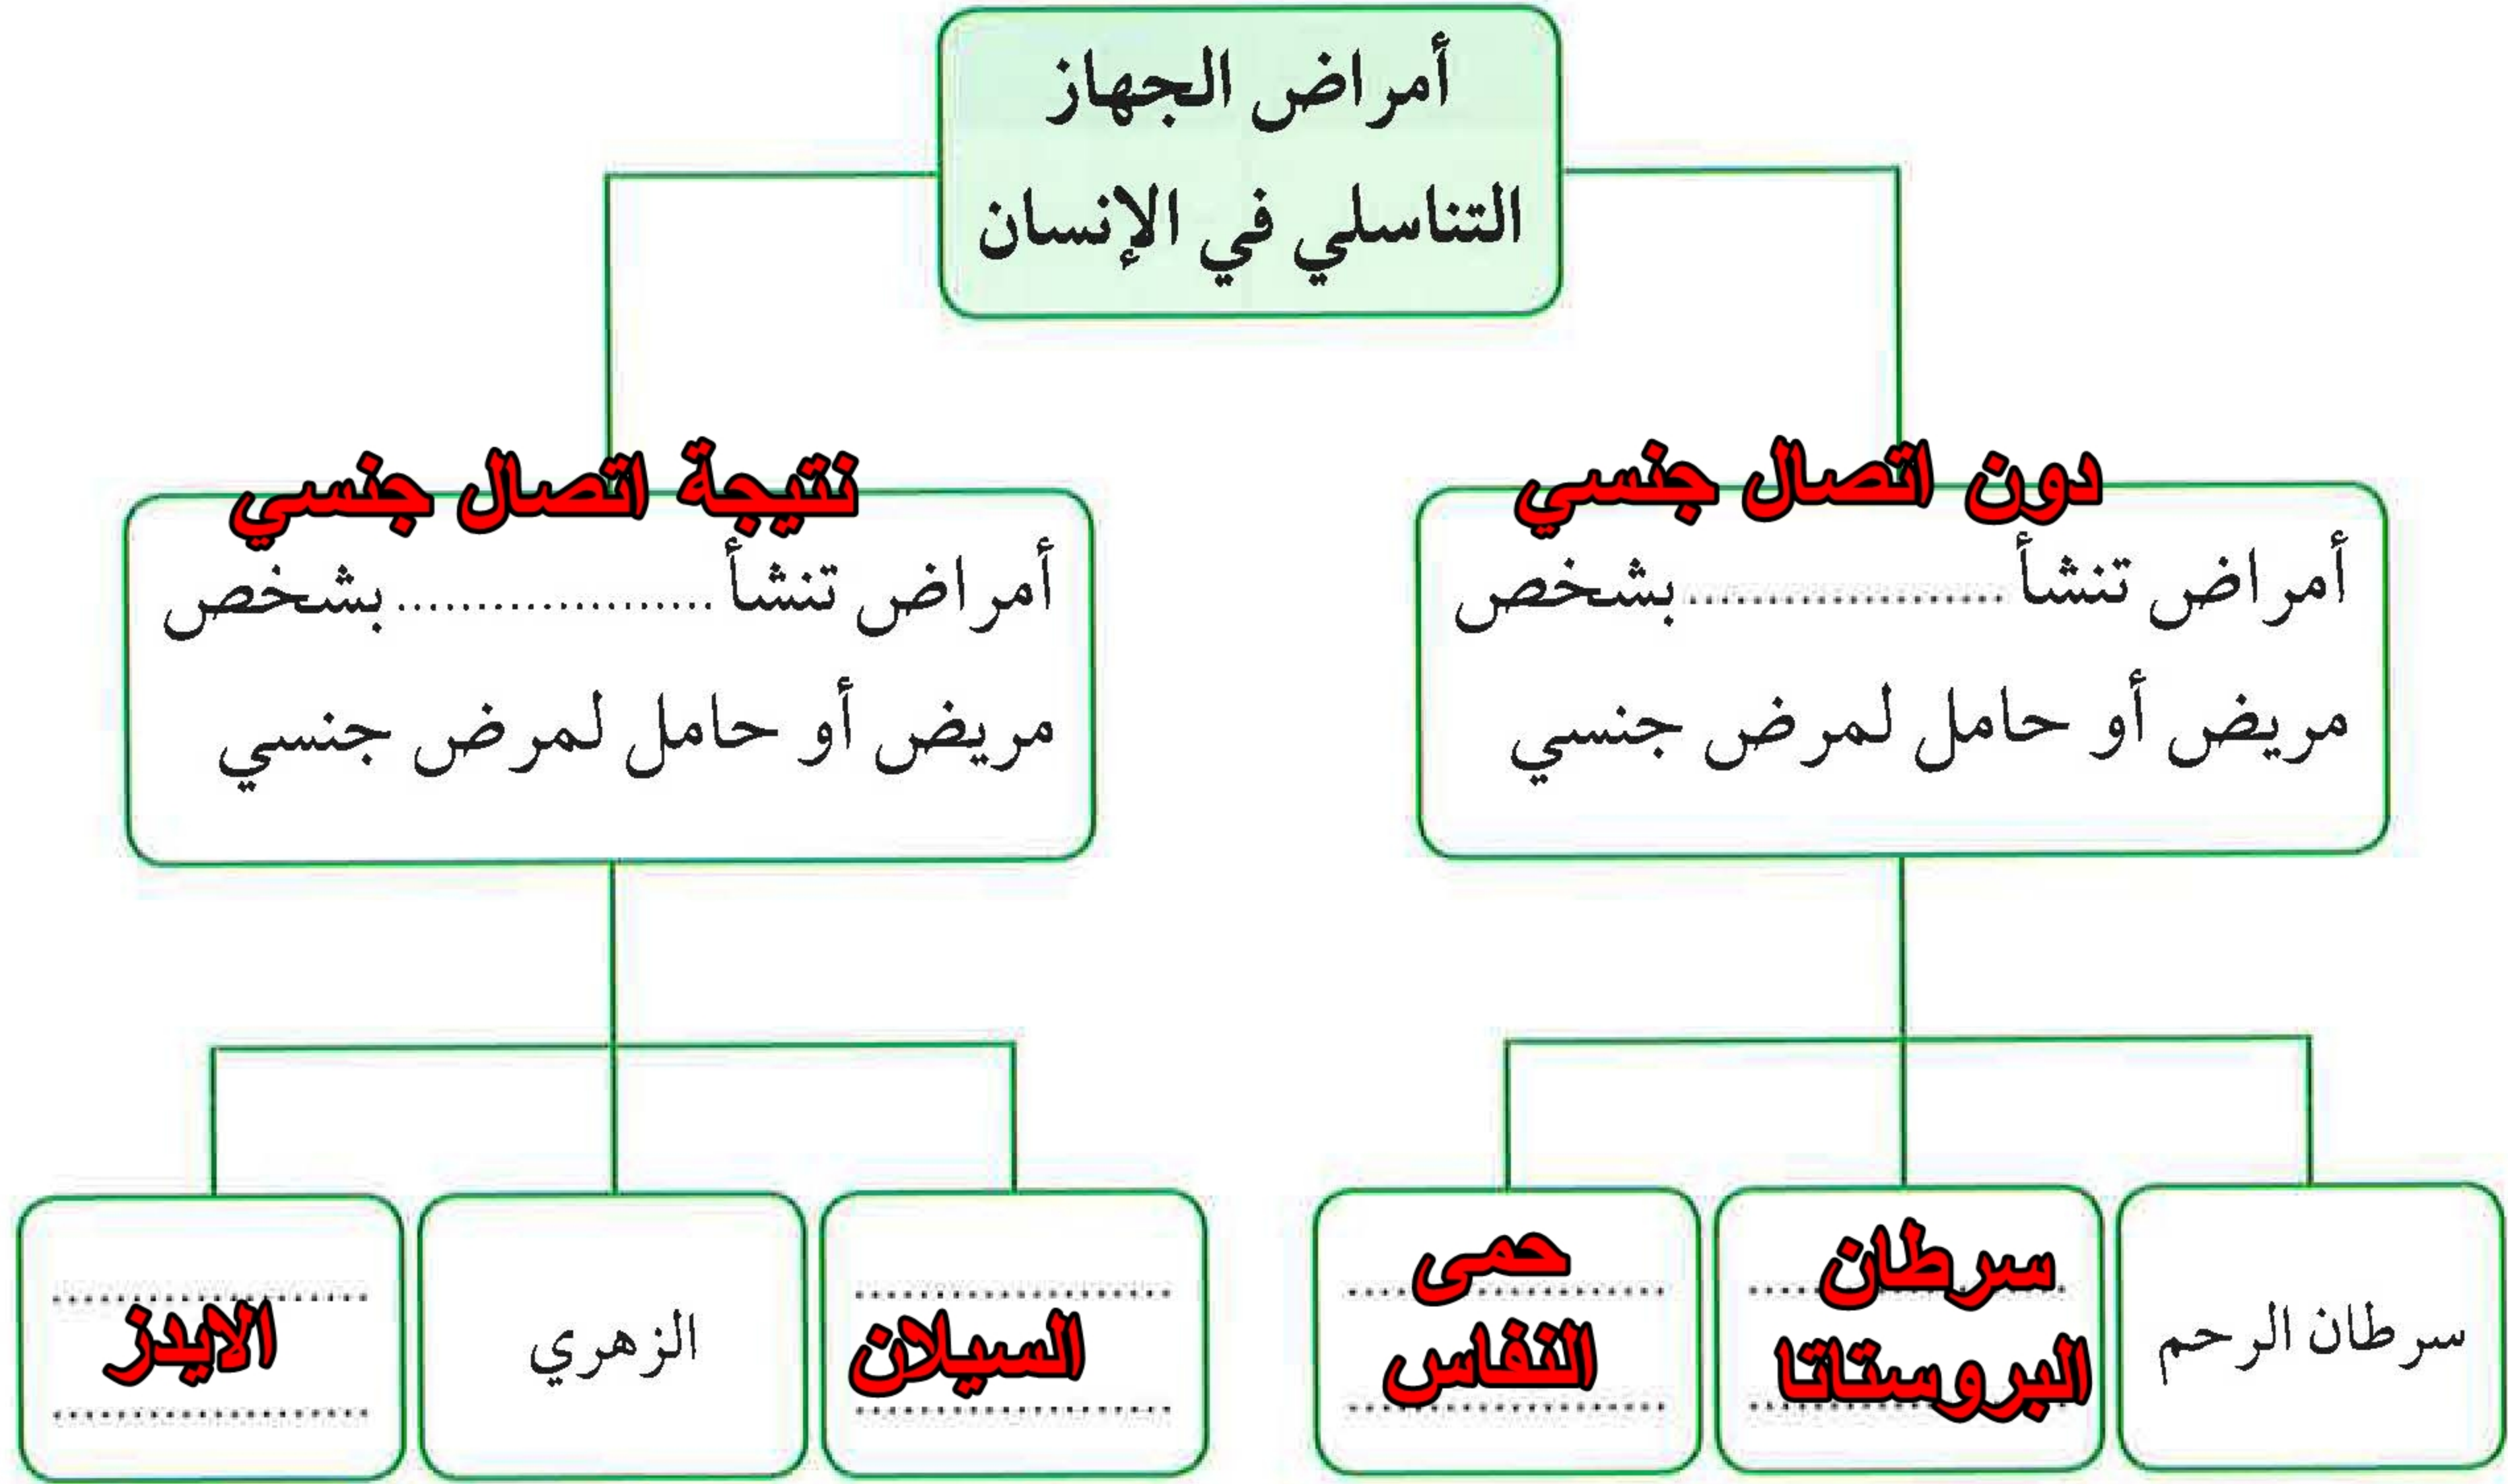 أمراض الجهاز
التناسلي في الإنسان
دون اتصال جنسي
أمراض تنشأ .................... بشخص
مريض أو حامل لمرض جنسي
نتيجة اتصال جنسي
أمراض تنشأ .................... بشخص
مريض أو حامل لمرض جنسي
سرطان الرحم
سرطان
البروستاتا
حمى
النفاس
السيلان
الزهري
الايدز